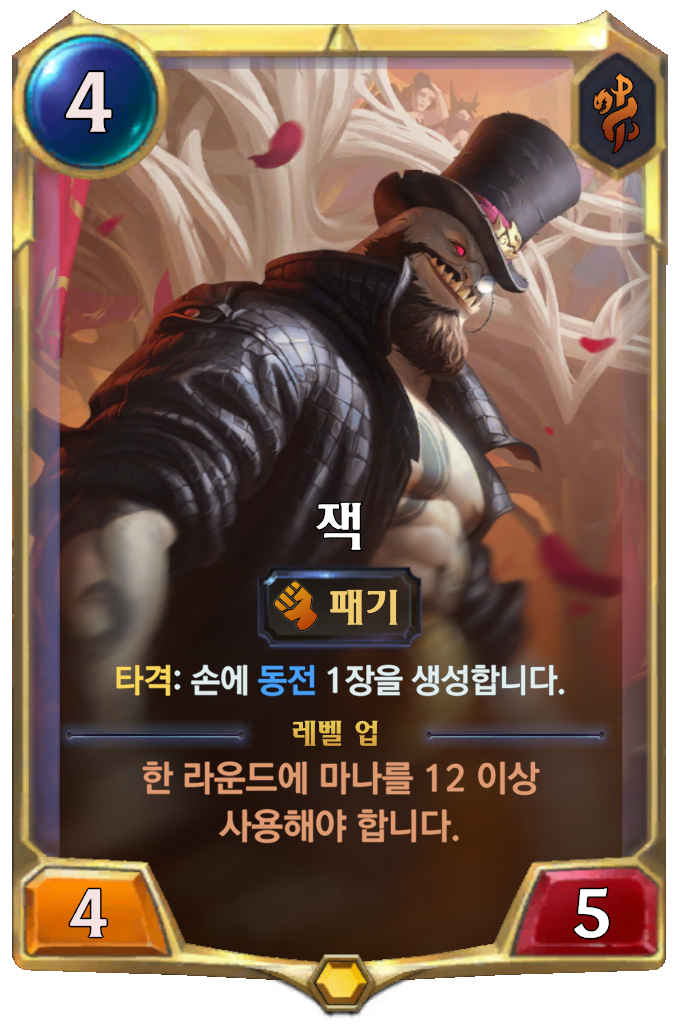 4
잭
패기
타격: 손에 동전 1장을 생성합니다.
레벨 업
한 라운드에 마나를 12 이상
사용해야 합니다.
4
5